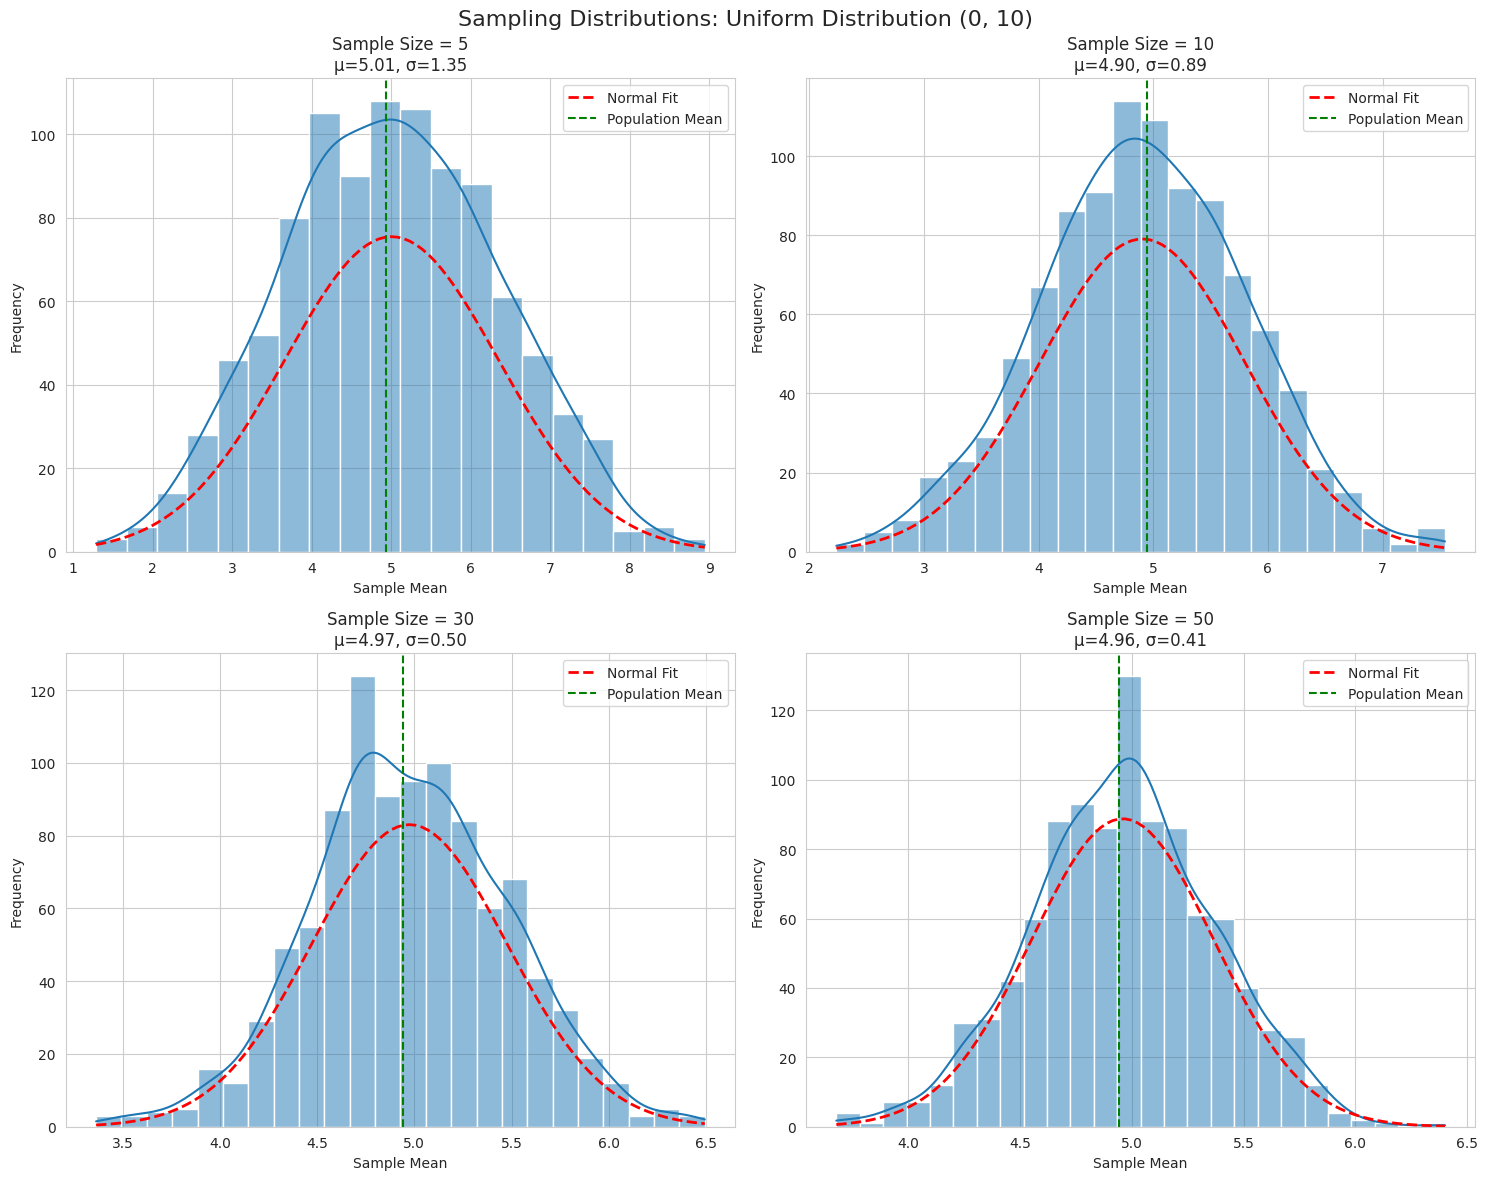 Sampling Distributions: Uniform Distribution (0, 10)
Sample Size = 5
μ=5.01, σ=1.35
Normal Fit
Population Mean
Frequency
100
80
60
40
20
0
1 2 3 4 5 6 7 8 9
Sample Mean
Sample Size = 10
μ=4.90, σ=0.89
Normal Fit
Population Mean
Frequency
100
80
60
40
20
0
2 3 4 5 6 7
Sample Mean
Sample Size = 30
μ=4.97, σ=0.50
Normal Fit
Population Mean
Frequency
120
100
80
60
40
20
0
3.5 4.0 4.5 5.0 5.5 6.0 6.5
Sample Mean
Sample Size = 50
μ=4.96, σ=0.41
Normal Fit
Population Mean
Frequency
120
100
80
60
40
20
0
4.0 4.5 5.0 5.5 6.0 6.5
Sample Mean